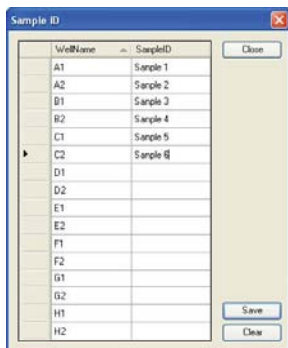 Sample ID
WellName SampleID Close
A1 Sample 1
A2 Sample 2
B1 Sample 3
B2 Sample 4
C1 Sample 5
C2 Sample 6
D1
D2
E1
E2
F1
F2
G1
G2
H1 Save
H2 Clear